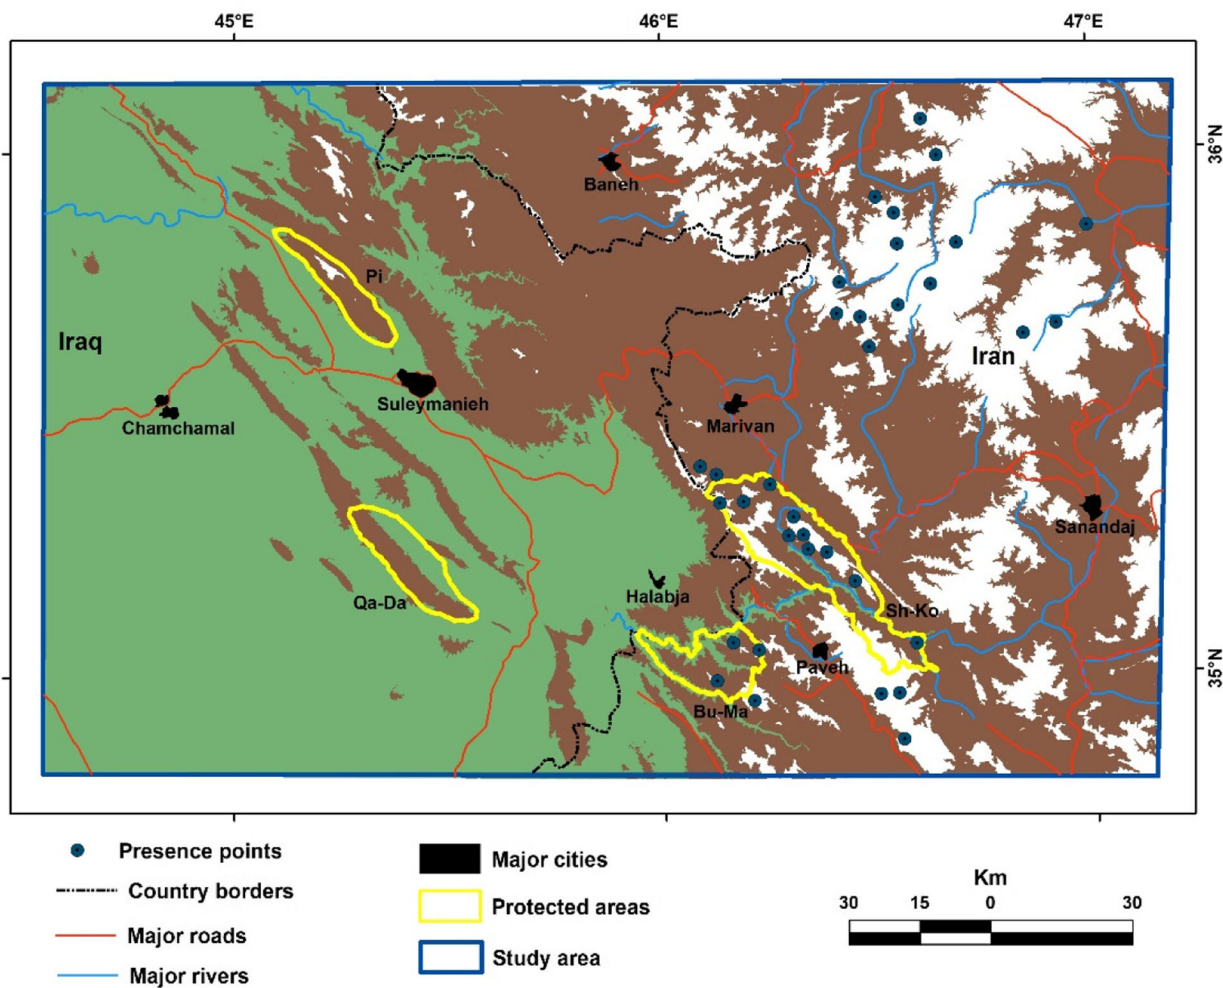 45°E 46°E 47°E
36°N
Baneh
Pi
Iraq
Iran
Suleymanieh
Chamchamal
Marivan
Sanandaj
Halabja
Qa-Da
Sh-Ko
Paveh
35°N
Bu-Ma
Presence points
Country borders
Major roads
Major rivers
Major cities
Protected areas
Study area
Km
30 15 0 30